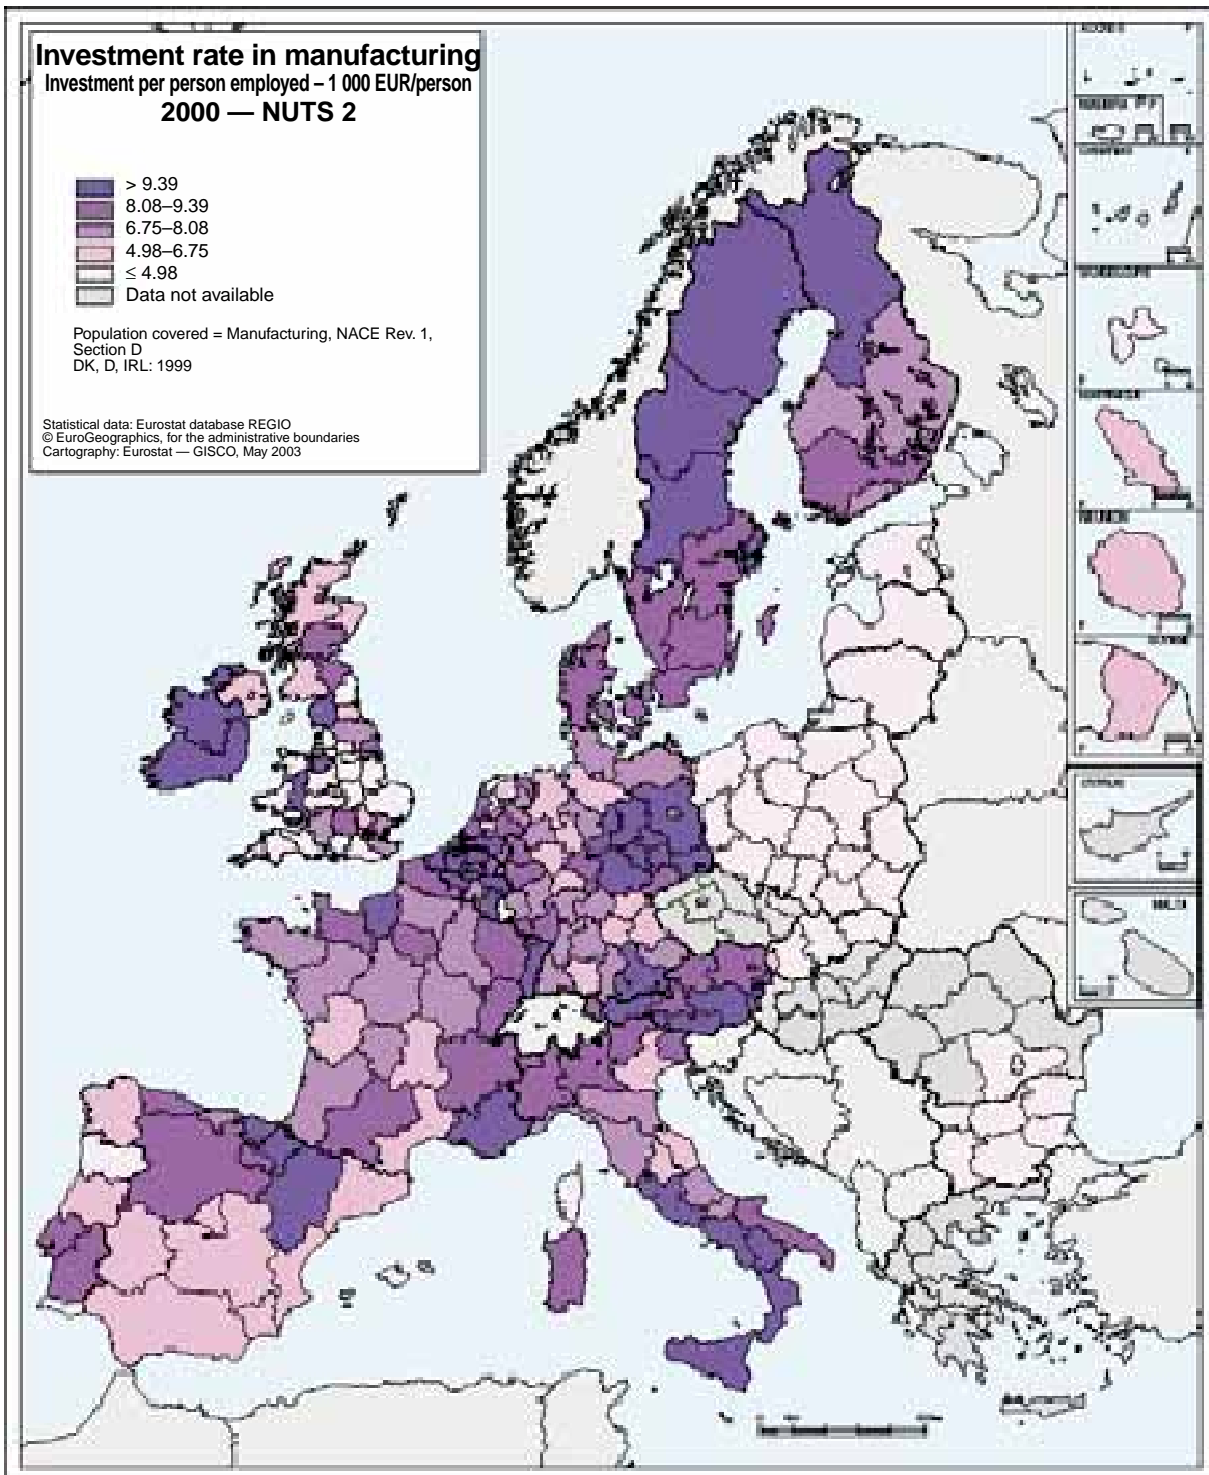 Investment rate in manufacturing
Investment per person employed – 1 000 EUR/person
2000 — NUTS 2
> 9.39
8.08–9.39
6.75–8.08
4.98–6.75
≤ 4.98
Data not available
Population covered = Manufacturing, NACE Rev. 1,
Section D
DK, D, IRL: 1999
Statistical data: Eurostat database REGIO
© EuroGeographics, for the administrative boundaries
Cartography: Eurostat — GISCO, May 2003